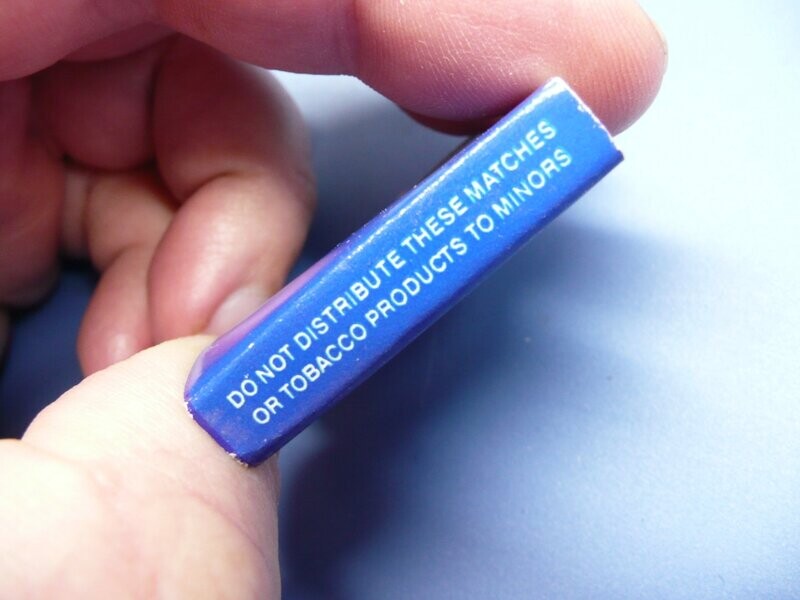 DO NOT DISTRIBUTE THESE MATCHES
OR TOBACCO PRODUCTS TO MINORS